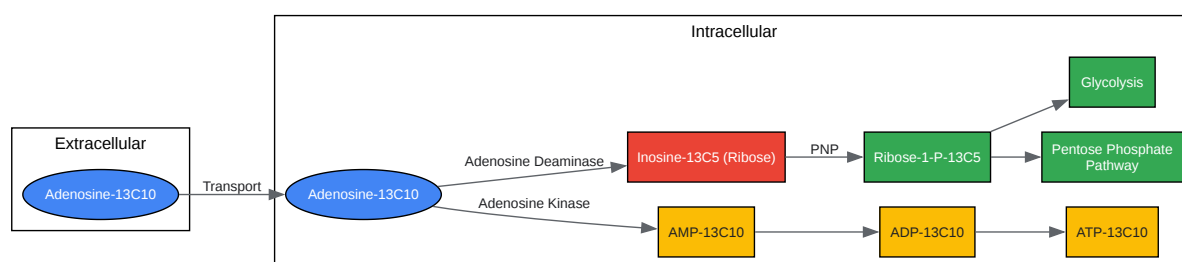 Intracellular
Glycolysis
Extracellular
Adenosine-13C10
Transport
Adenosine-13C10
Adenosine Deaminase
Inosine-13C5 (Ribose)
PNP
Ribose-1-P-13C5
Pentose Phosphate
Pathway
Adenosine Kinase
AMP-13C10
ADP-13C10
ATP-13C10